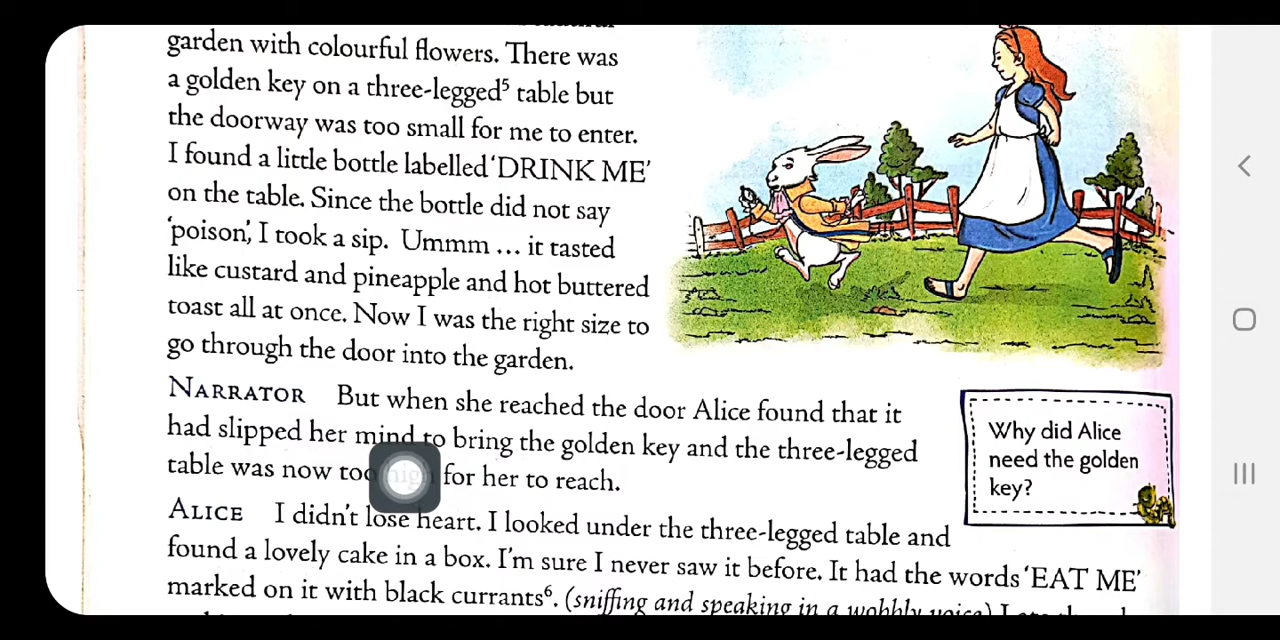 garden with colourful flowers. There was
a golden key on a three-legged⁵ table but
the doorway was too small for me to enter.
I found a little bottle labelled 'DRINK ME'
on the table. Since the bottle did not say
'poison', I took a sip. Ummm ... it tasted
like custard and pineapple and hot buttered
toast all at once. Now I was the right size to
go through the door into the garden.
NARRATOR But when she reached the door Alice found that it
had slipped her mind to bring the golden key and the three-legged
table was now too high for her to reach.
Why did Alice
need the golden
key?
ALICE I didn't lose heart. I looked under the three-legged table and
found a lovely cake in a box. I'm sure I never saw it before. It had the words 'EAT ME'
marked on it with black currants⁶. (sniffing and speaking in a wobbly voice) I